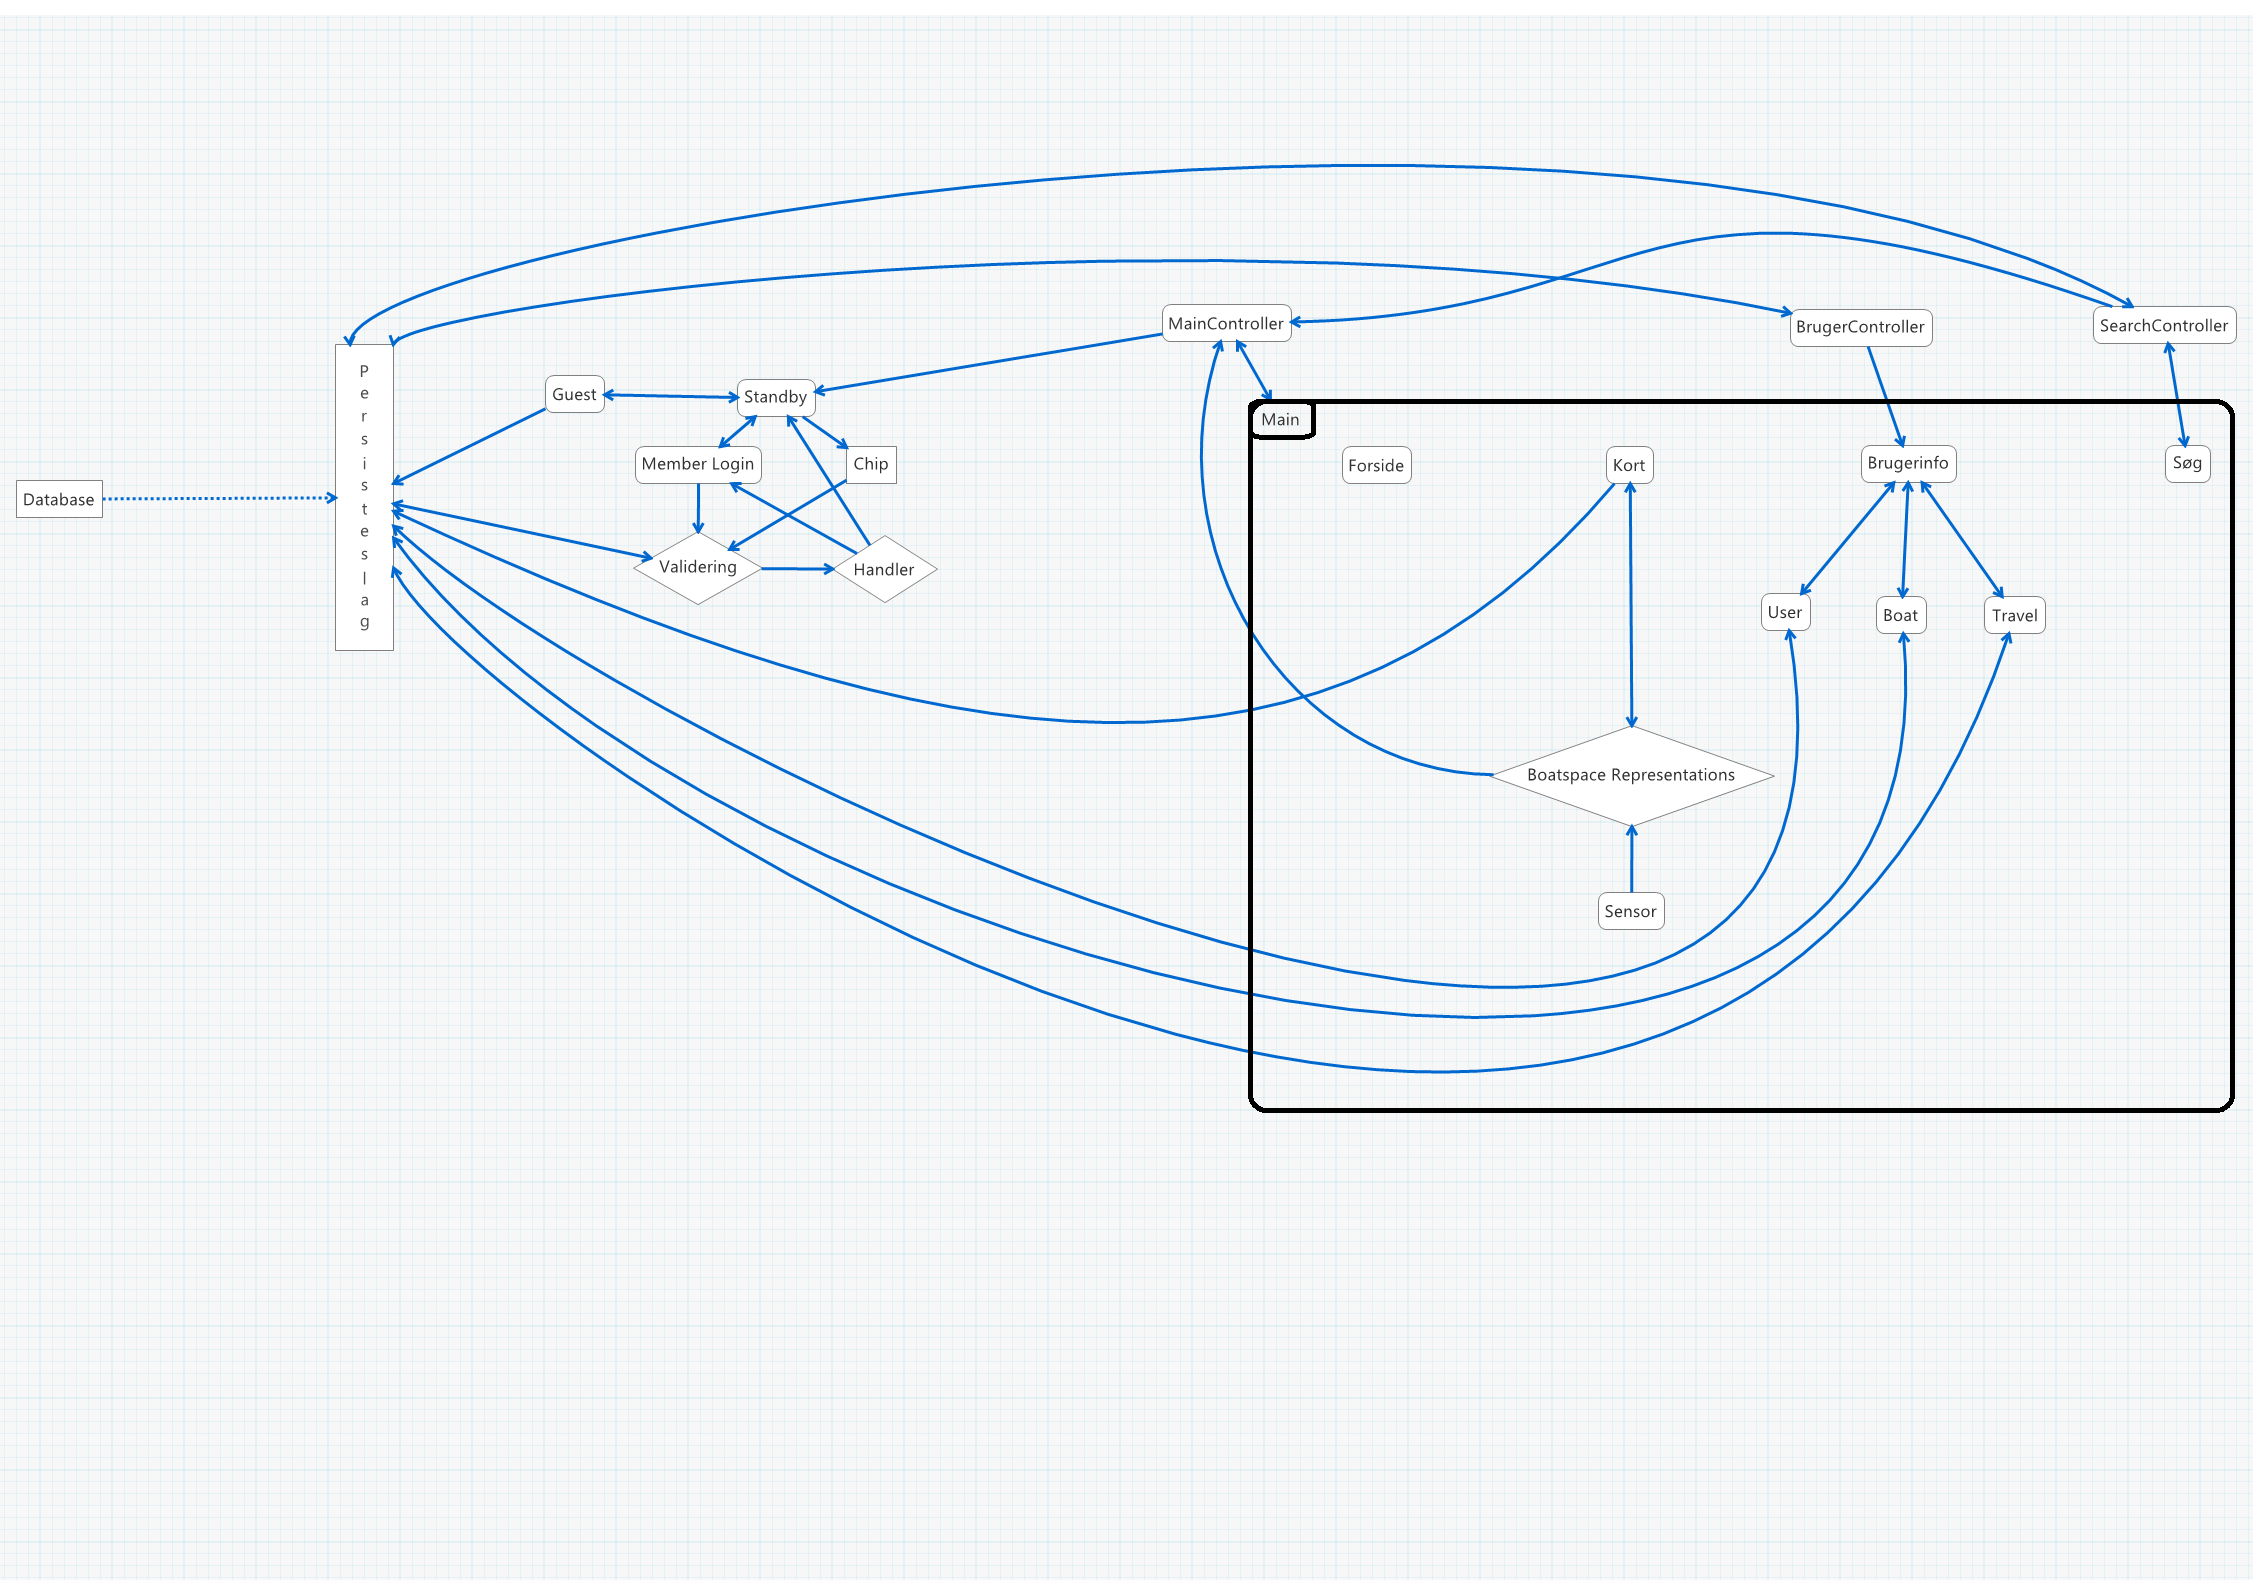 MainController
BrugerController
SearchController
Persisteeslag
Guest
Standby
Main
Member Login
Chip
Forside
Kort
Brugerinfo
Søg
Database
Validering
Handler
User
Boat
Travel
Boatspace Representations
Sensor